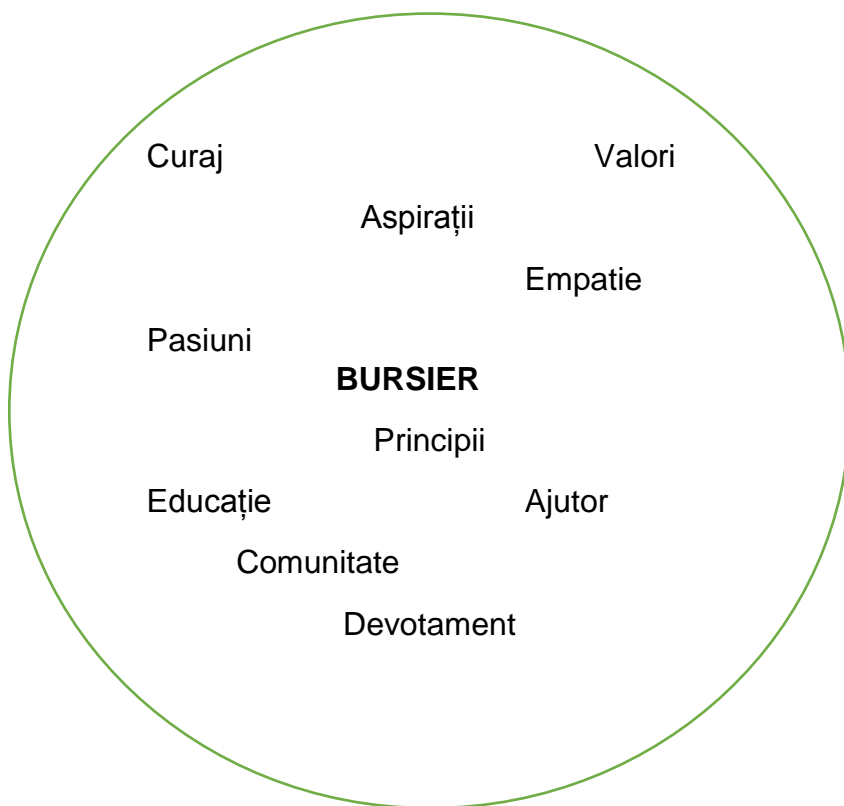 Curaj Valori
Aspirații
Empatie
Pasiuni
BURSIER
Principii
Educație Ajutor
Comunitate
Devotament